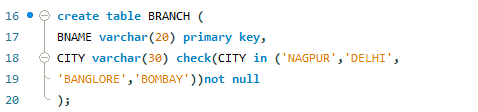 16 create table BRANCH (
17 BNAME varchar(20) primary key,
18 CITY varchar(30) check(CITY in ('NAGPUR','DELHI',
19 'BANGLORE','BOMBAY'))not null
20 );